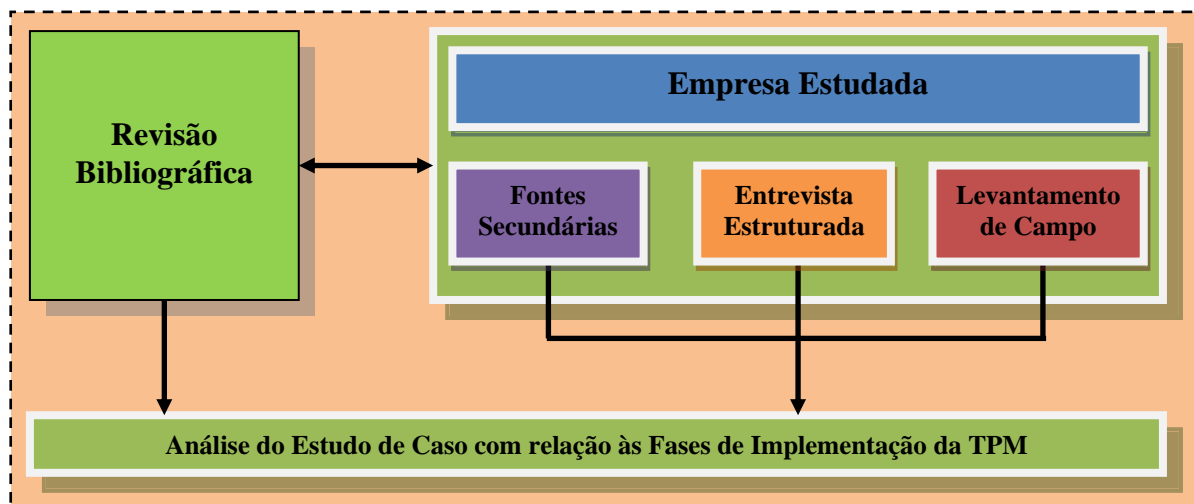 Revisão
Bibliográfica
Empresa Estudada
Fontes
Secundárias
Entrevista
Estruturada
Levantamento
de Campo
Análise do Estudo de Caso com relação às Fases de Implementação da TPM